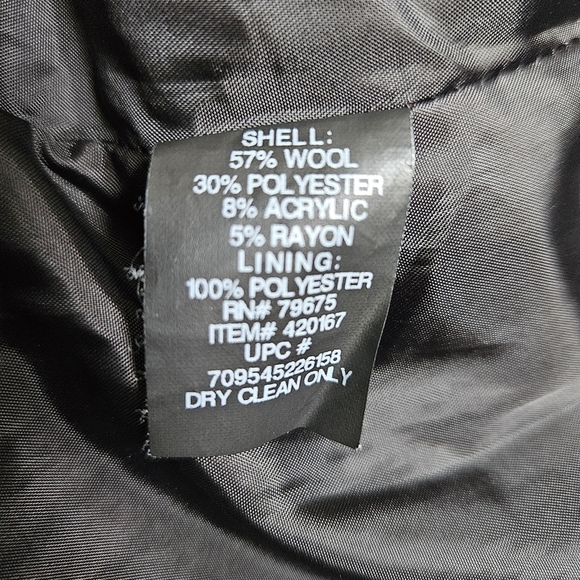 SHELL:
57% WOOL
30% POLYESTER
8% ACRYLIC
5% RAYON
LINING:
100% POLYESTER
RN# 79675
ITEM# 420167
UPC #
709545226158
DRY CLEAN ONLY